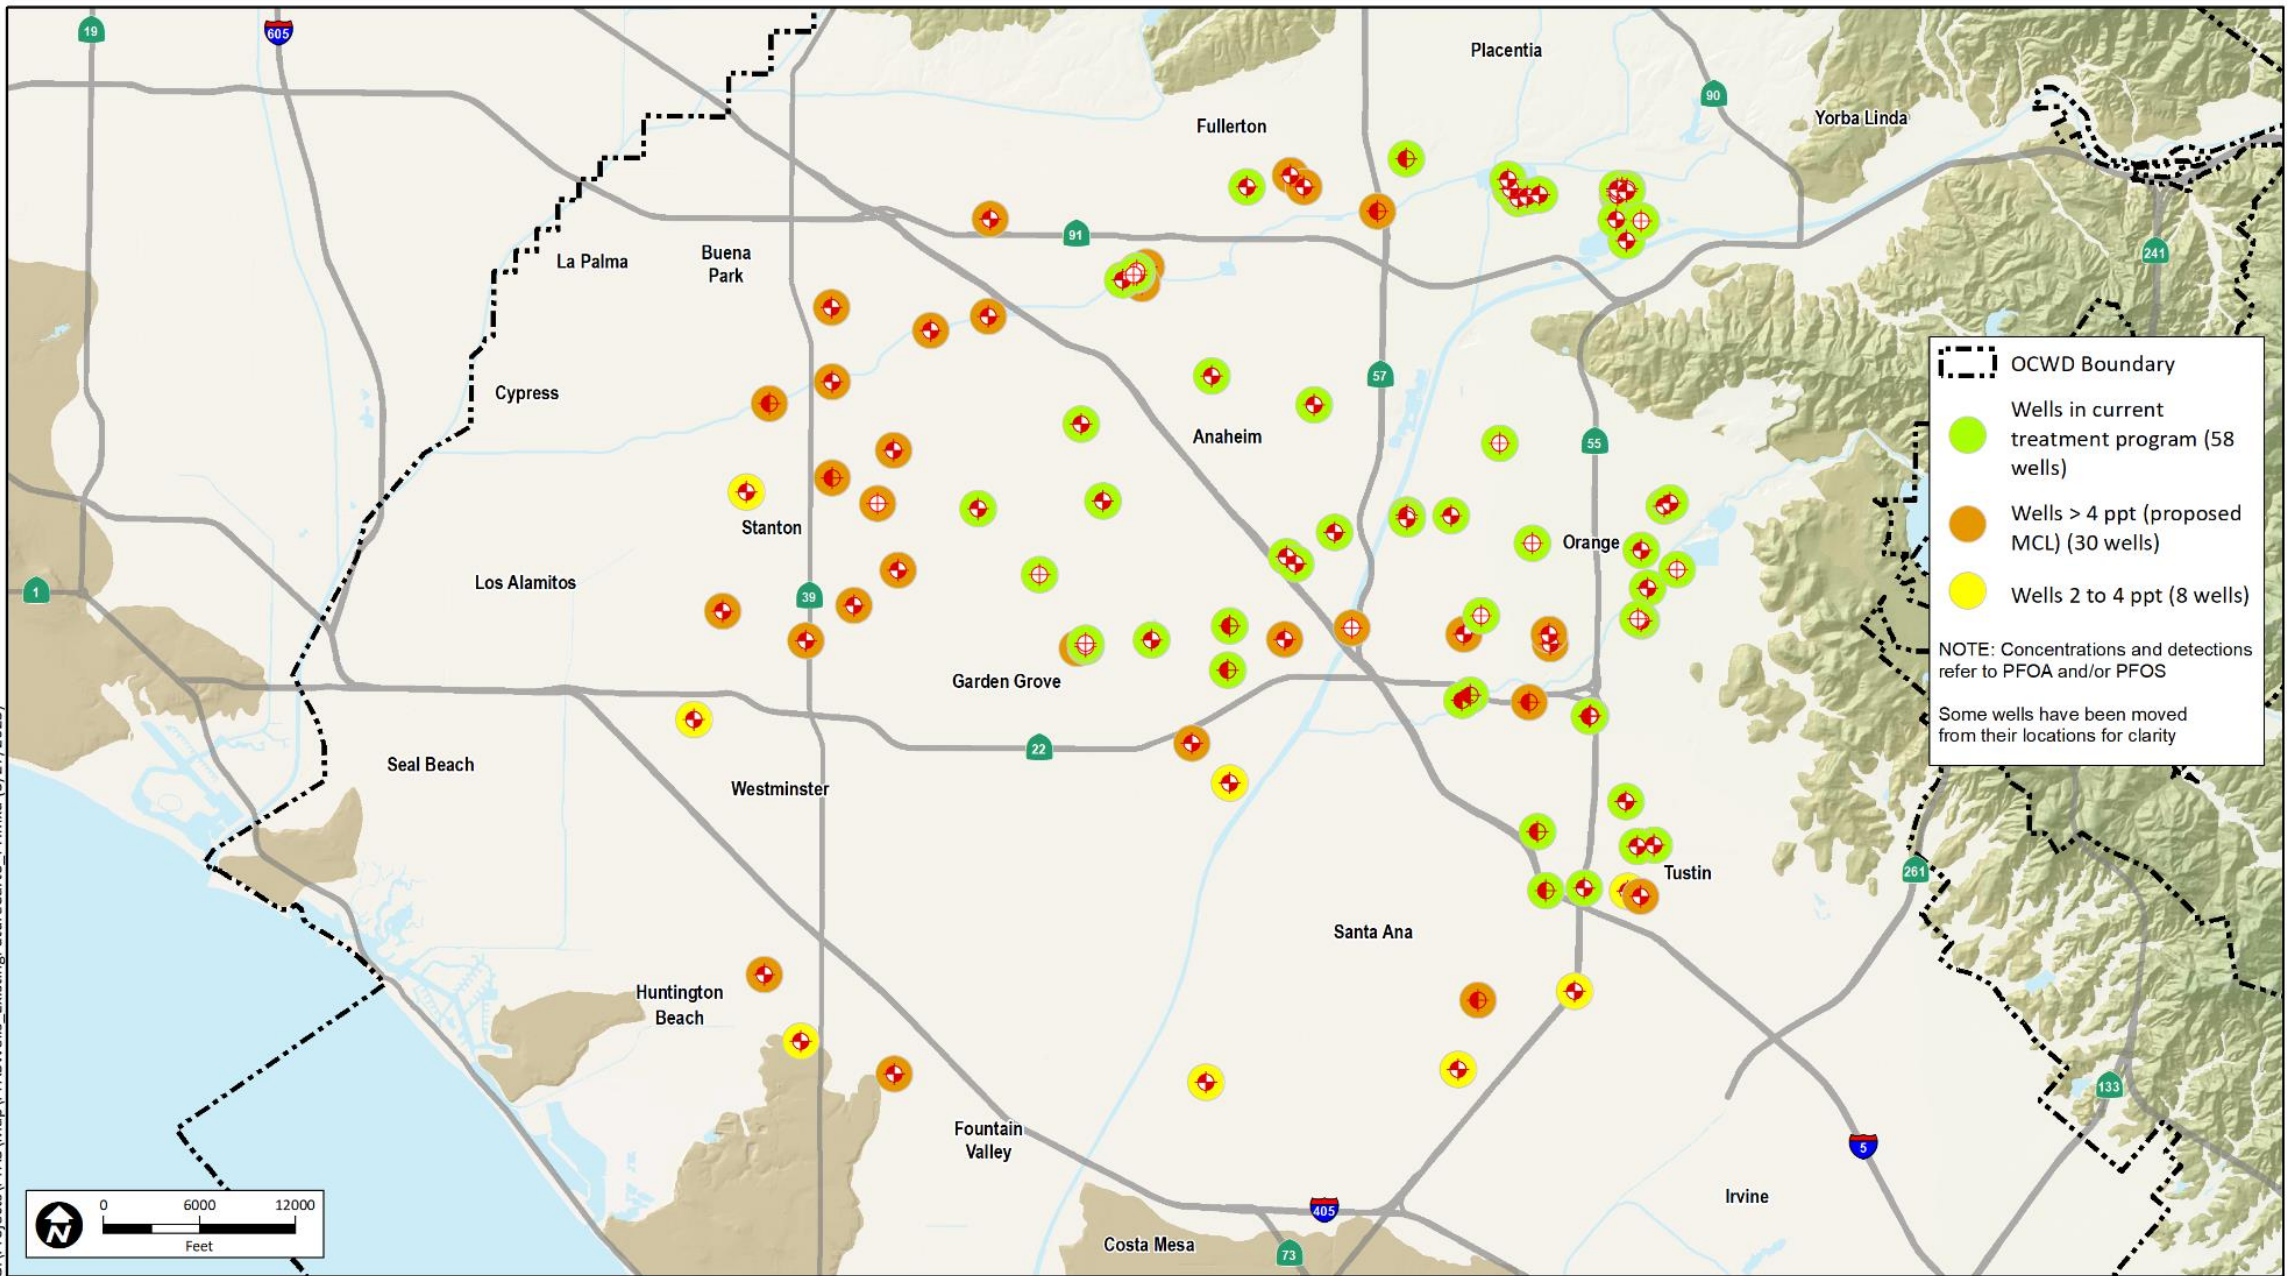 19
605
Placentia
90
Yorba Linda
Fullerton
91
241
La Palma
Buena
Park
Cypress
57
Anaheim
55
Stanton
Orange
Los Alamitos
1
39
Garden Grove
22
Seal Beach
Westminster
Tustin
261
Santa Ana
Huntington
Beach
Fountain
Valley
133
5
Irvine
405
Costa Mesa
73
OCWD Boundary
Wells in current
treatment program (58
wells)
Wells > 4 ppt (proposed
MCL) (30 wells)
Wells 2 to 4 ppt (8 wells)
NOTE: Concentrations and detections
refer to PFOA and/or PFOS
Some wells have been moved
from their locations for clarity
N
0 6000 12000
Feet